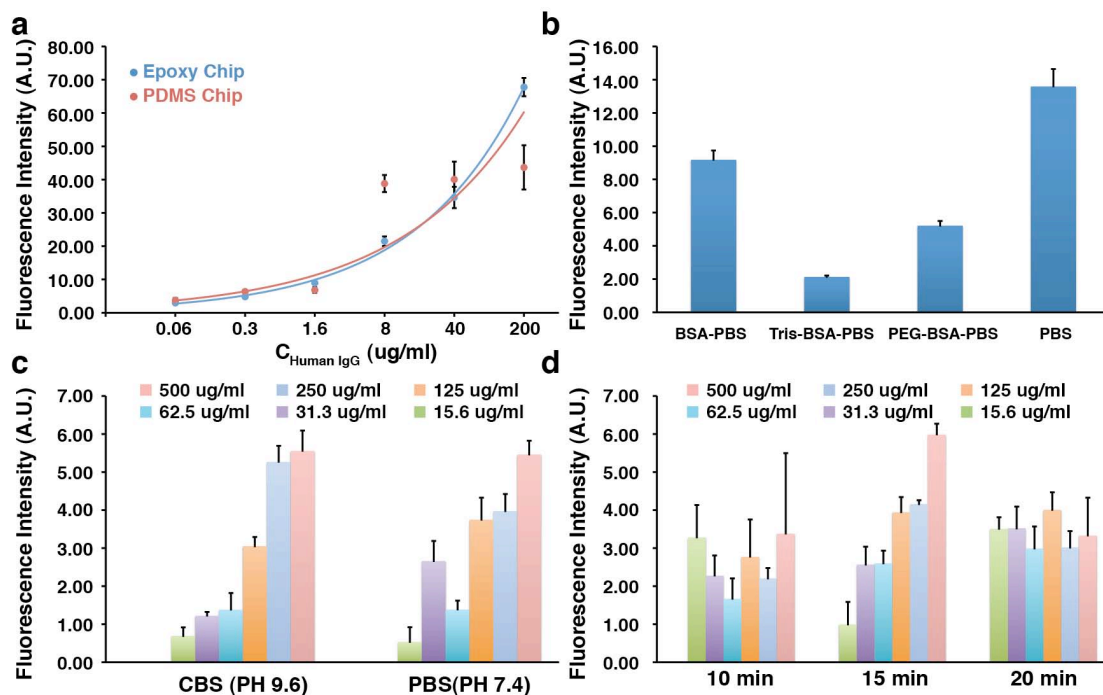 a
Fluorescence Intensity (A.U.)
80.00
70.00
60.00
50.00
40.00
30.00
20.00
10.00
0.00
Epoxy Chip
PDMS Chip
0.06 0.3 1.6 8 40 200
C Human IgG (ug/ml)
b
Fluorescence Intensity (A.U.)
16.00
14.00
12.00
10.00
8.00
6.00
4.00
2.00
0.00
BSA-PBS Tris-BSA-PBS PEG-BSA-PBS PBS
c
Fluorescence Intensity (A.U.)
7.00
6.00
5.00
4.00
3.00
2.00
1.00
0.00
500 ug/ml 250 ug/ml 125 ug/ml
62.5 ug/ml 31.3 ug/ml 15.6 ug/ml
CBS (PH 9.6) PBS(PH 7.4)
d
Fluorescence Intensity (A.U.)
7.00
6.00
5.00
4.00
3.00
2.00
1.00
0.00
500 ug/ml 250 ug/ml 125 ug/ml
62.5 ug/ml 31.3 ug/ml 15.6 ug/ml
10 min 15 min 20 min